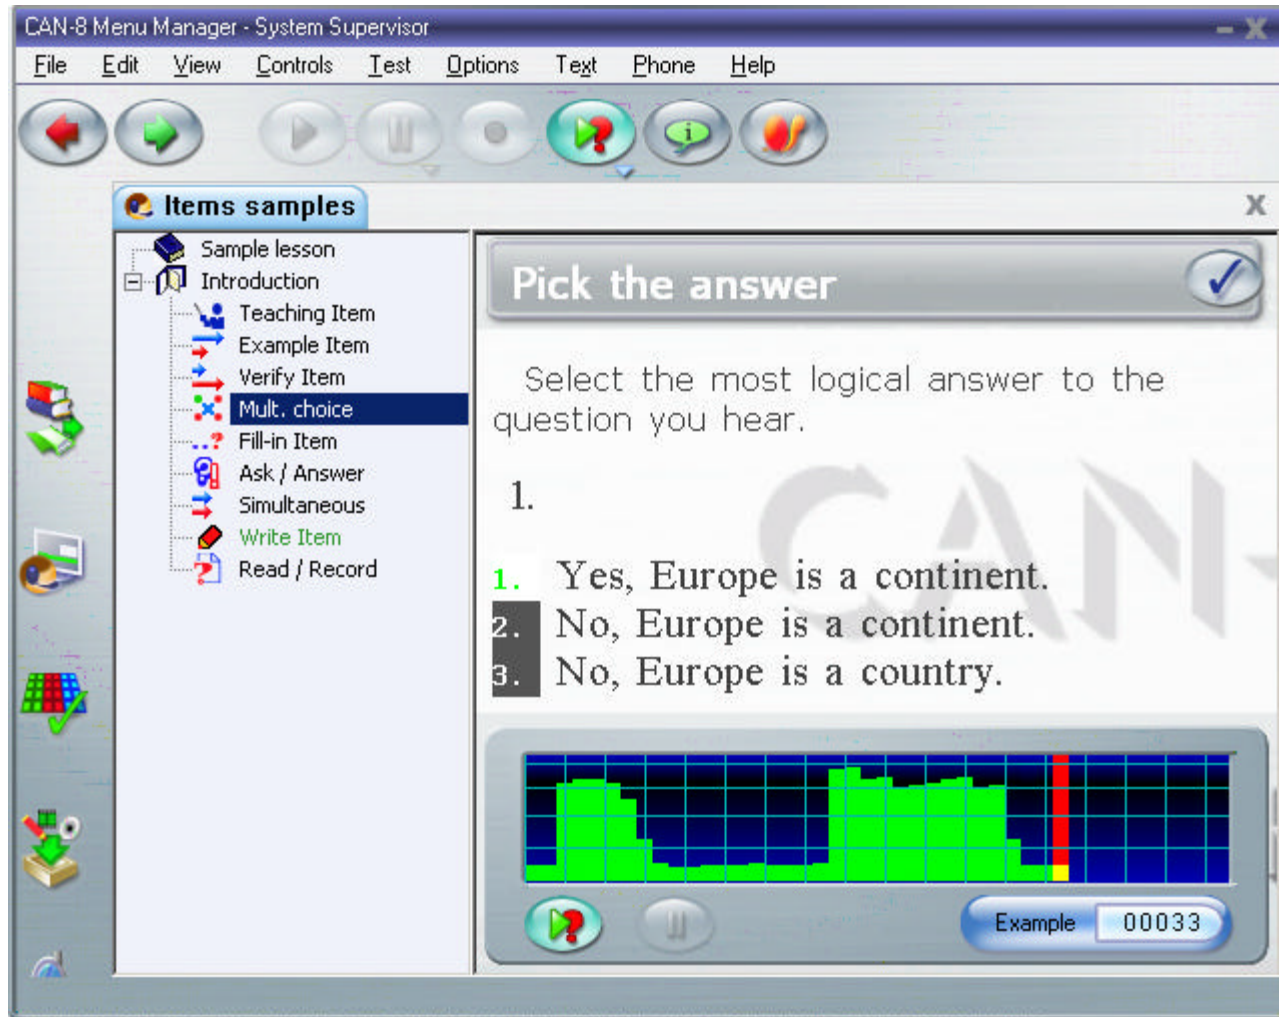 CAN-8 Menu Manager - System Supervisor
File Edit View Controls Test Options Text Phone Help
Items samples
Sample lesson
Introduction
Teaching Item
Example Item
Verify Item
Mult. choice
Fill-in Item
Ask / Answer
Simultaneous
Write Item
Read / Record
Pick the answer
Select the most logical answer to the
question you hear.
1.
1. Yes, Europe is a continent.
2. No, Europe is a continent.
3. No, Europe is a country.
CAN-
Example 00033